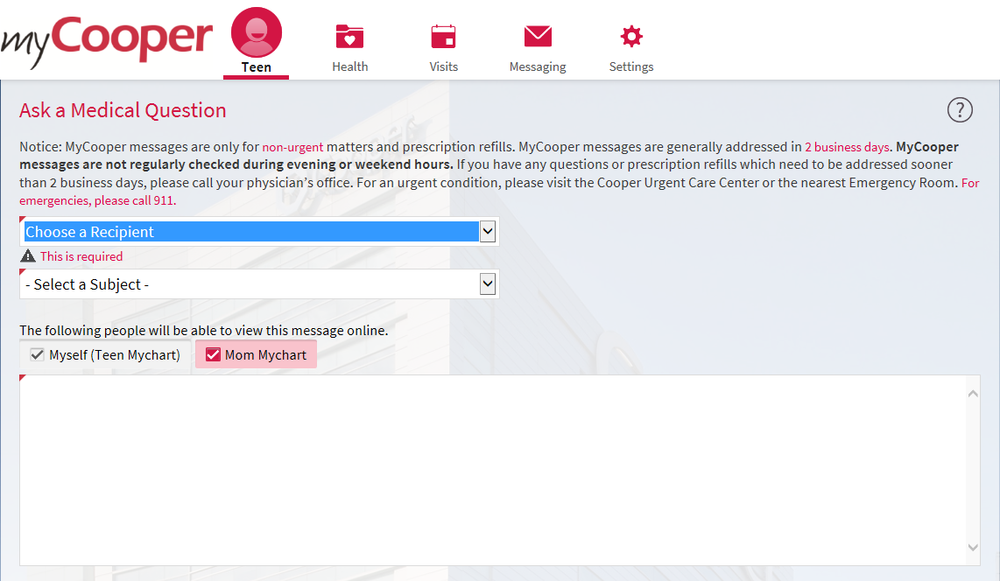 myCooper
Teen
Health
Visits
Messaging
Settings
Ask a Medical Question
?
Notice: MyCooper messages are only for non-urgent matters and prescription refills. MyCooper messages are generally addressed in 2 business days. MyCooper
messages are not regularly checked during evening or weekend hours. If you have any questions or prescription refills which need to be addressed sooner
than 2 business days, please call your physician's office. For an urgent condition, please visit the Cooper Urgent Care Center or the nearest Emergency Room. For
emergencies, please call 911.
Choose a Recipient
This is required
- Select a Subject -
The following people will be able to view this message online.
Myself (Teen Mychart)
Mom Mychart